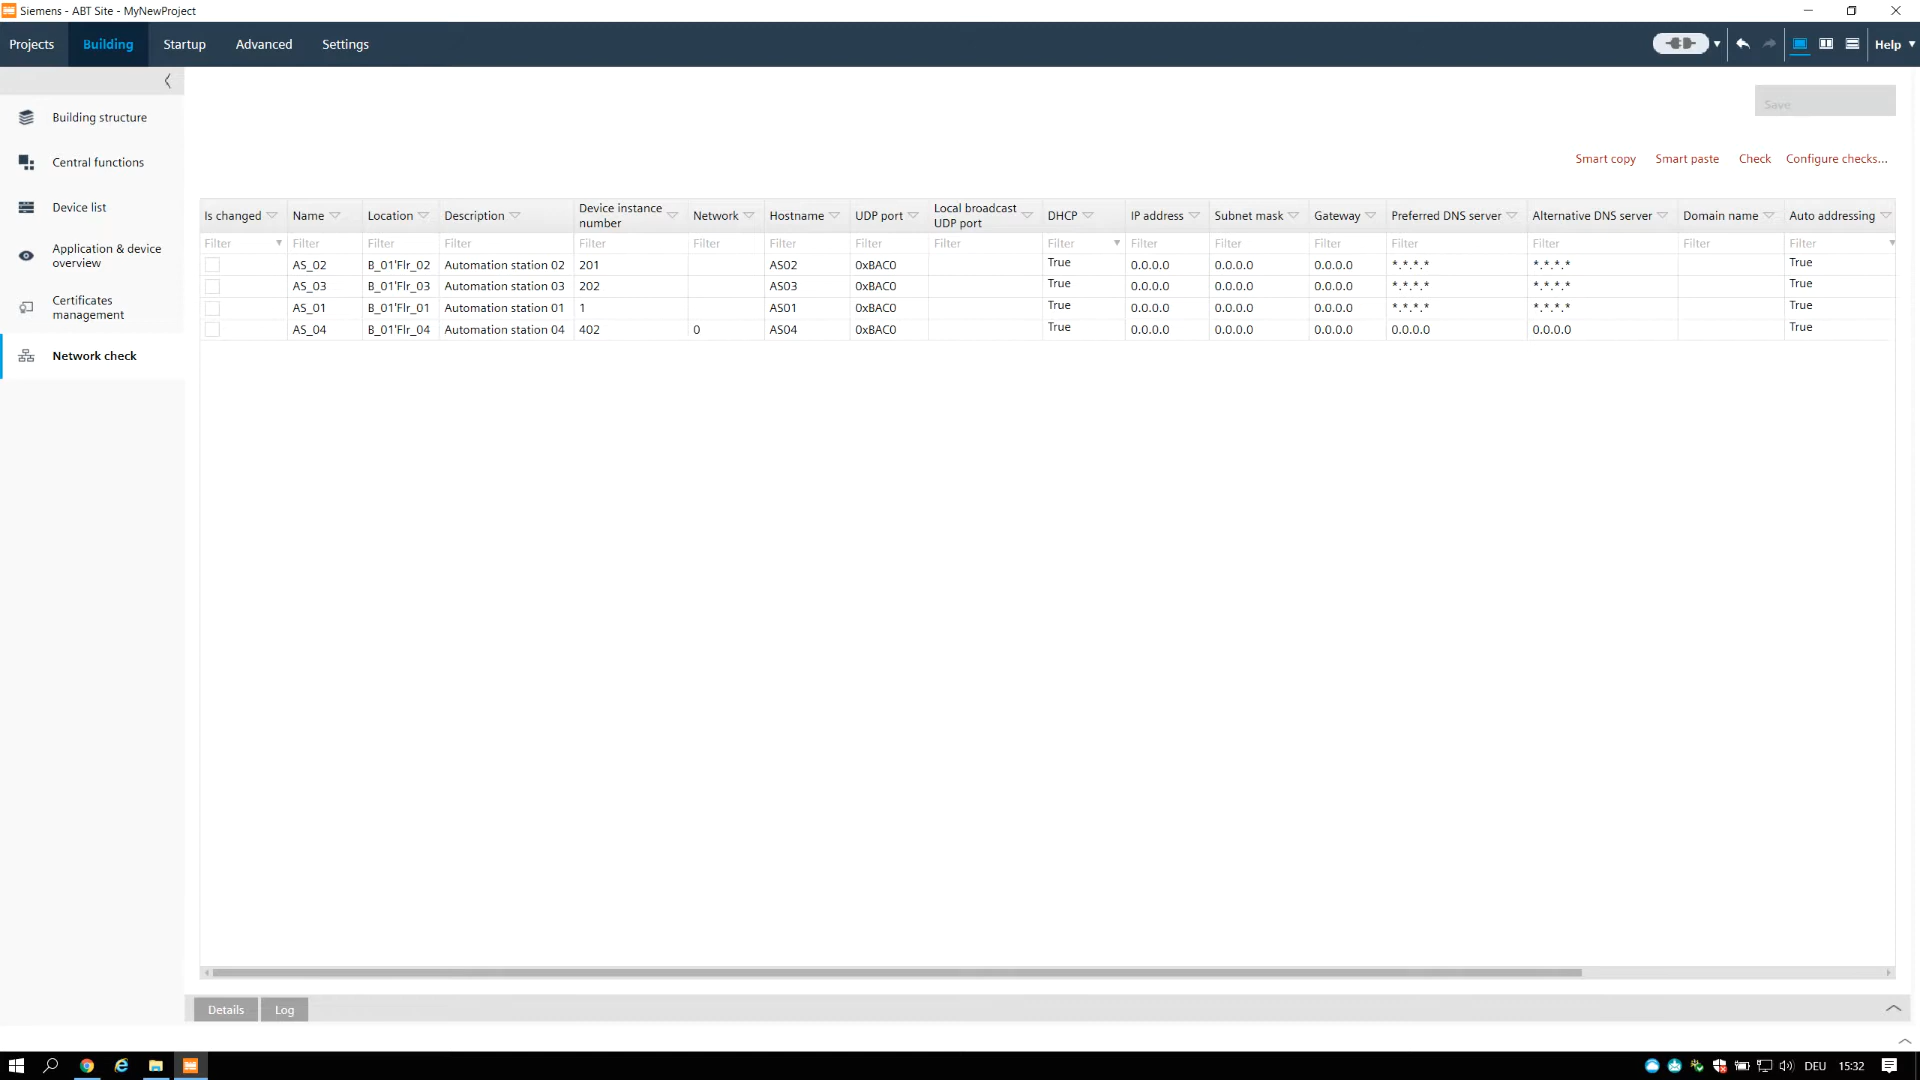 Siemens - ABT Site - MyNewProject
Projects Building Startup Advanced Settings Help
Save
Building structure
Central functions
Device list
Application & device
overview
Certificates
management
Network check
Smart copy Smart paste Check Configure checks...
Is changed Name Location Description Device instance number Network Hostname UDP port Local broadcast UDP port DHCP IP address Subnet mask Gateway Preferred DNS server Alternative DNS server Domain name Auto addressing
Filter Filter Filter Filter Filter Filter Filter Filter Filter Filter Filter Filter Filter Filter Filter Filter Filter
AS_02 B_01'Flr_02 Automation station 02 201 AS02 0xBAC0 True 0.0.0.0 0.0.0.0 0.0.0.0 *.*.*.* *.*.*.* True
AS_03 B_01'Flr_03 Automation station 03 202 AS03 0xBAC0 True 0.0.0.0 0.0.0.0 0.0.0.0 *.*.*.* *.*.*.* True
AS_01 B_01'Flr_01 Automation station 01 1 AS01 0xBAC0 True 0.0.0.0 0.0.0.0 0.0.0.0 *.*.*.* *.*.*.* True
AS_04 B_01'Flr_04 Automation station 04 402 0 AS04 0xBAC0 True 0.0.0.0 0.0.0.0 0.0.0.0 0.0.0.0 0.0.0.0 True
Details Log
DEU 15:32